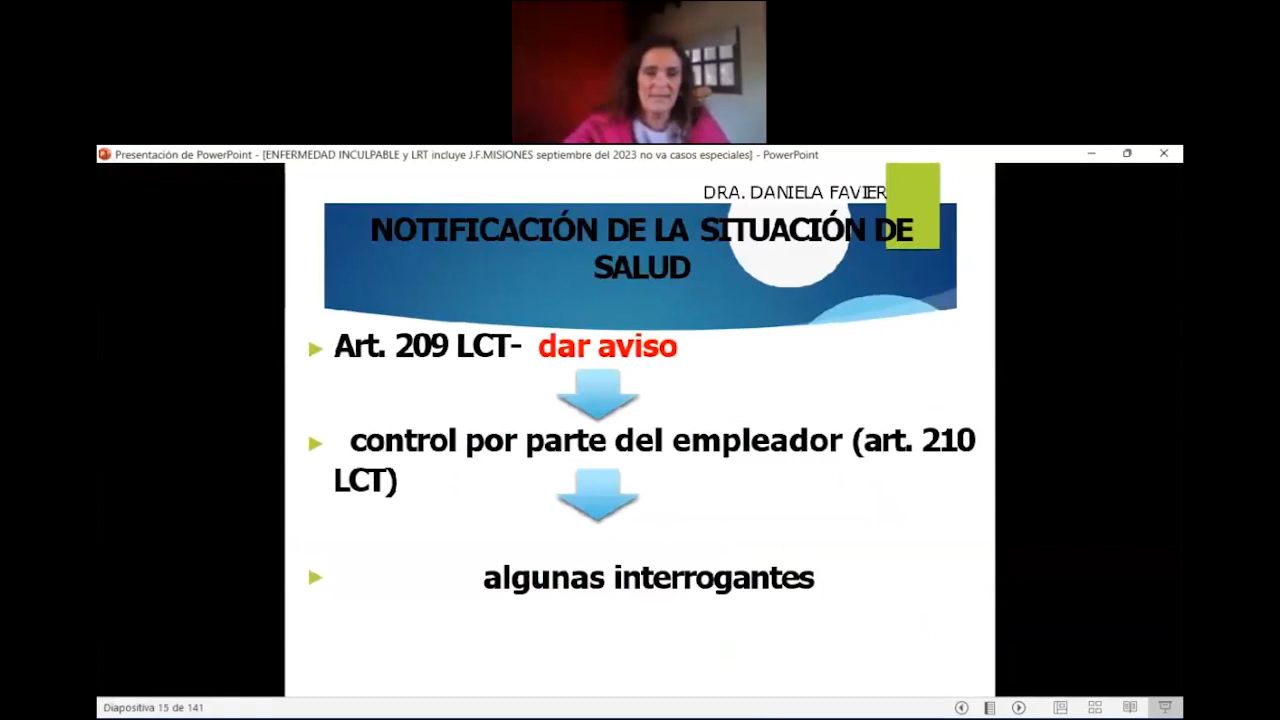 Presentación de PowerPoint - [ENFERMEDAD INCULPABLE y LRT incluye J.F.MISIONES septiembre del 2023 no va casos especiales] - PowerPoint
DRA. DANIELA FAVIER
NOTIFICACIÓN DE LA SITUACIÓN DE
SALUD
Art. 209 LCT- dar aviso
control por parte del empleador (art. 210
LCT)
algunas interrogantes
Diapositiva 15 de 141